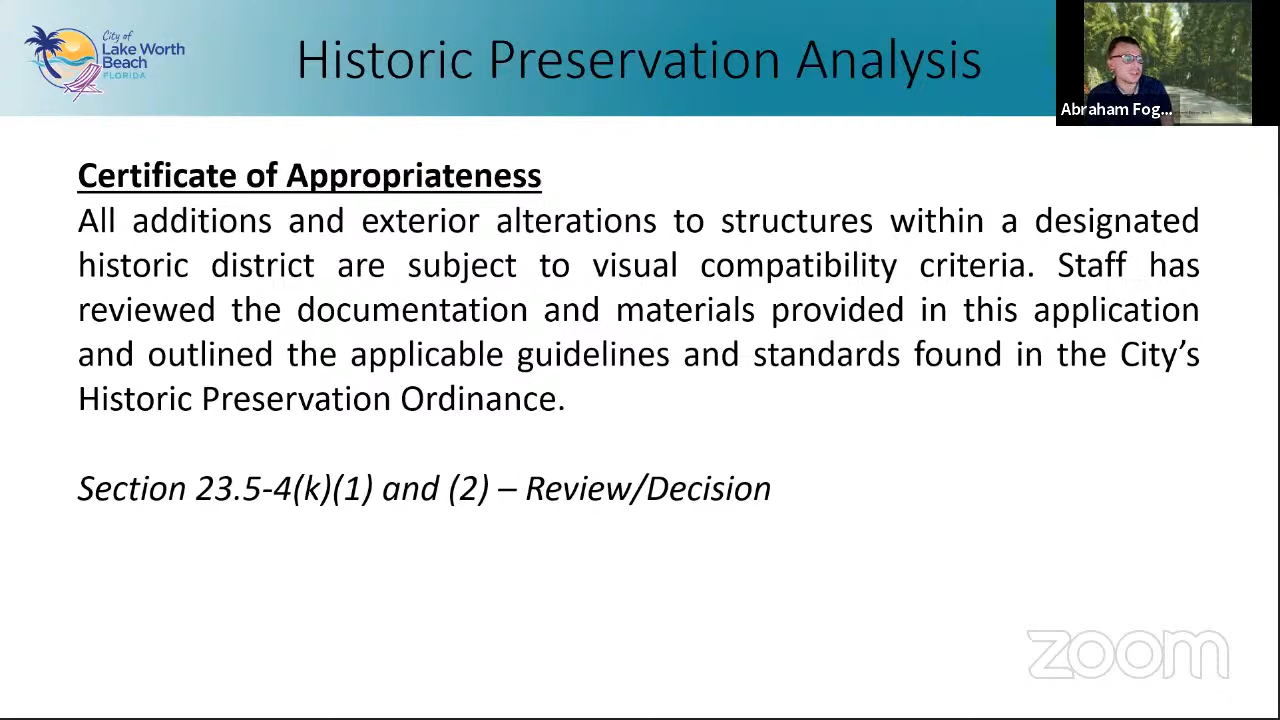 City of
Lake Worth
Beach
FLORIDA
Historic Preservation Analysis
Abraham Fog...
Certificate of Appropriateness
All additions and exterior alterations to structures within a designated
historic district are subject to visual compatibility criteria. Staff has
reviewed the documentation and materials provided in this application
and outlined the applicable guidelines and standards found in the City’s
Historic Preservation Ordinance.
Section 23.5-4(k)(1) and (2) – Review/Decision
zoom